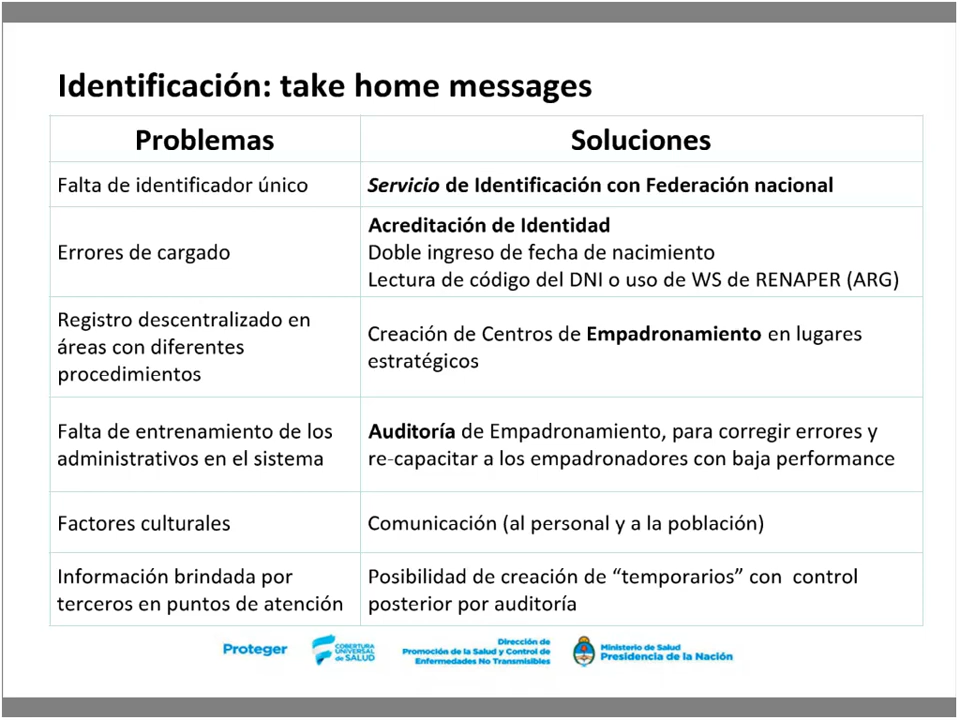 Identificación: take home messages
Problemas
Soluciones
Falta de identificador único
Servicio de Identificación con Federación nacional
Errores de cargado
Acreditación de Identidad
Doble ingreso de fecha de nacimiento
Lectura de código del DNI o uso de WS de RENAPER (ARG)
Registro descentralizado en
áreas con diferentes
procedimientos
Creación de Centros de Empadronamiento en lugares
estratégicos
Falta de entrenamiento de los
administrativos en el sistema
Auditoría de Empadronamiento, para corregir errores y
re-capacitar a los empadronadores con baja performance
Factores culturales
Comunicación (al personal y a la población)
Información brindada por
terceros en puntos de atención
Posibilidad de creación de “temporarios” con  control
posterior por auditoría
Proteger
COBERTURA
UNIVERSAL
de SALUD
Dirección de
Promoción de la Salud y Control de
Enfermedades No Transmisibles
Ministerio de Salud
Presidencia de la Nación